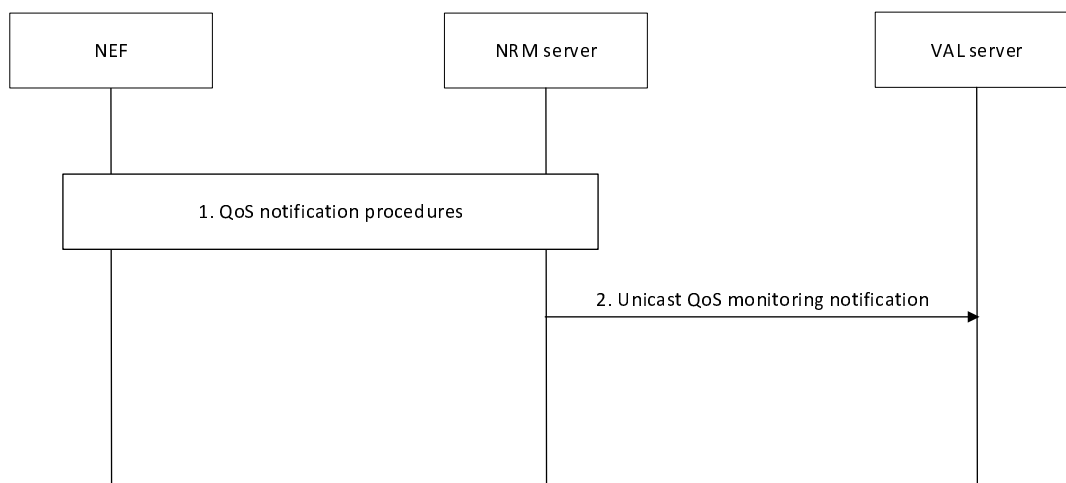 NEF
NRM server
VAL server
1. QoS notification procedures
2. Unicast QoS monitoring notification